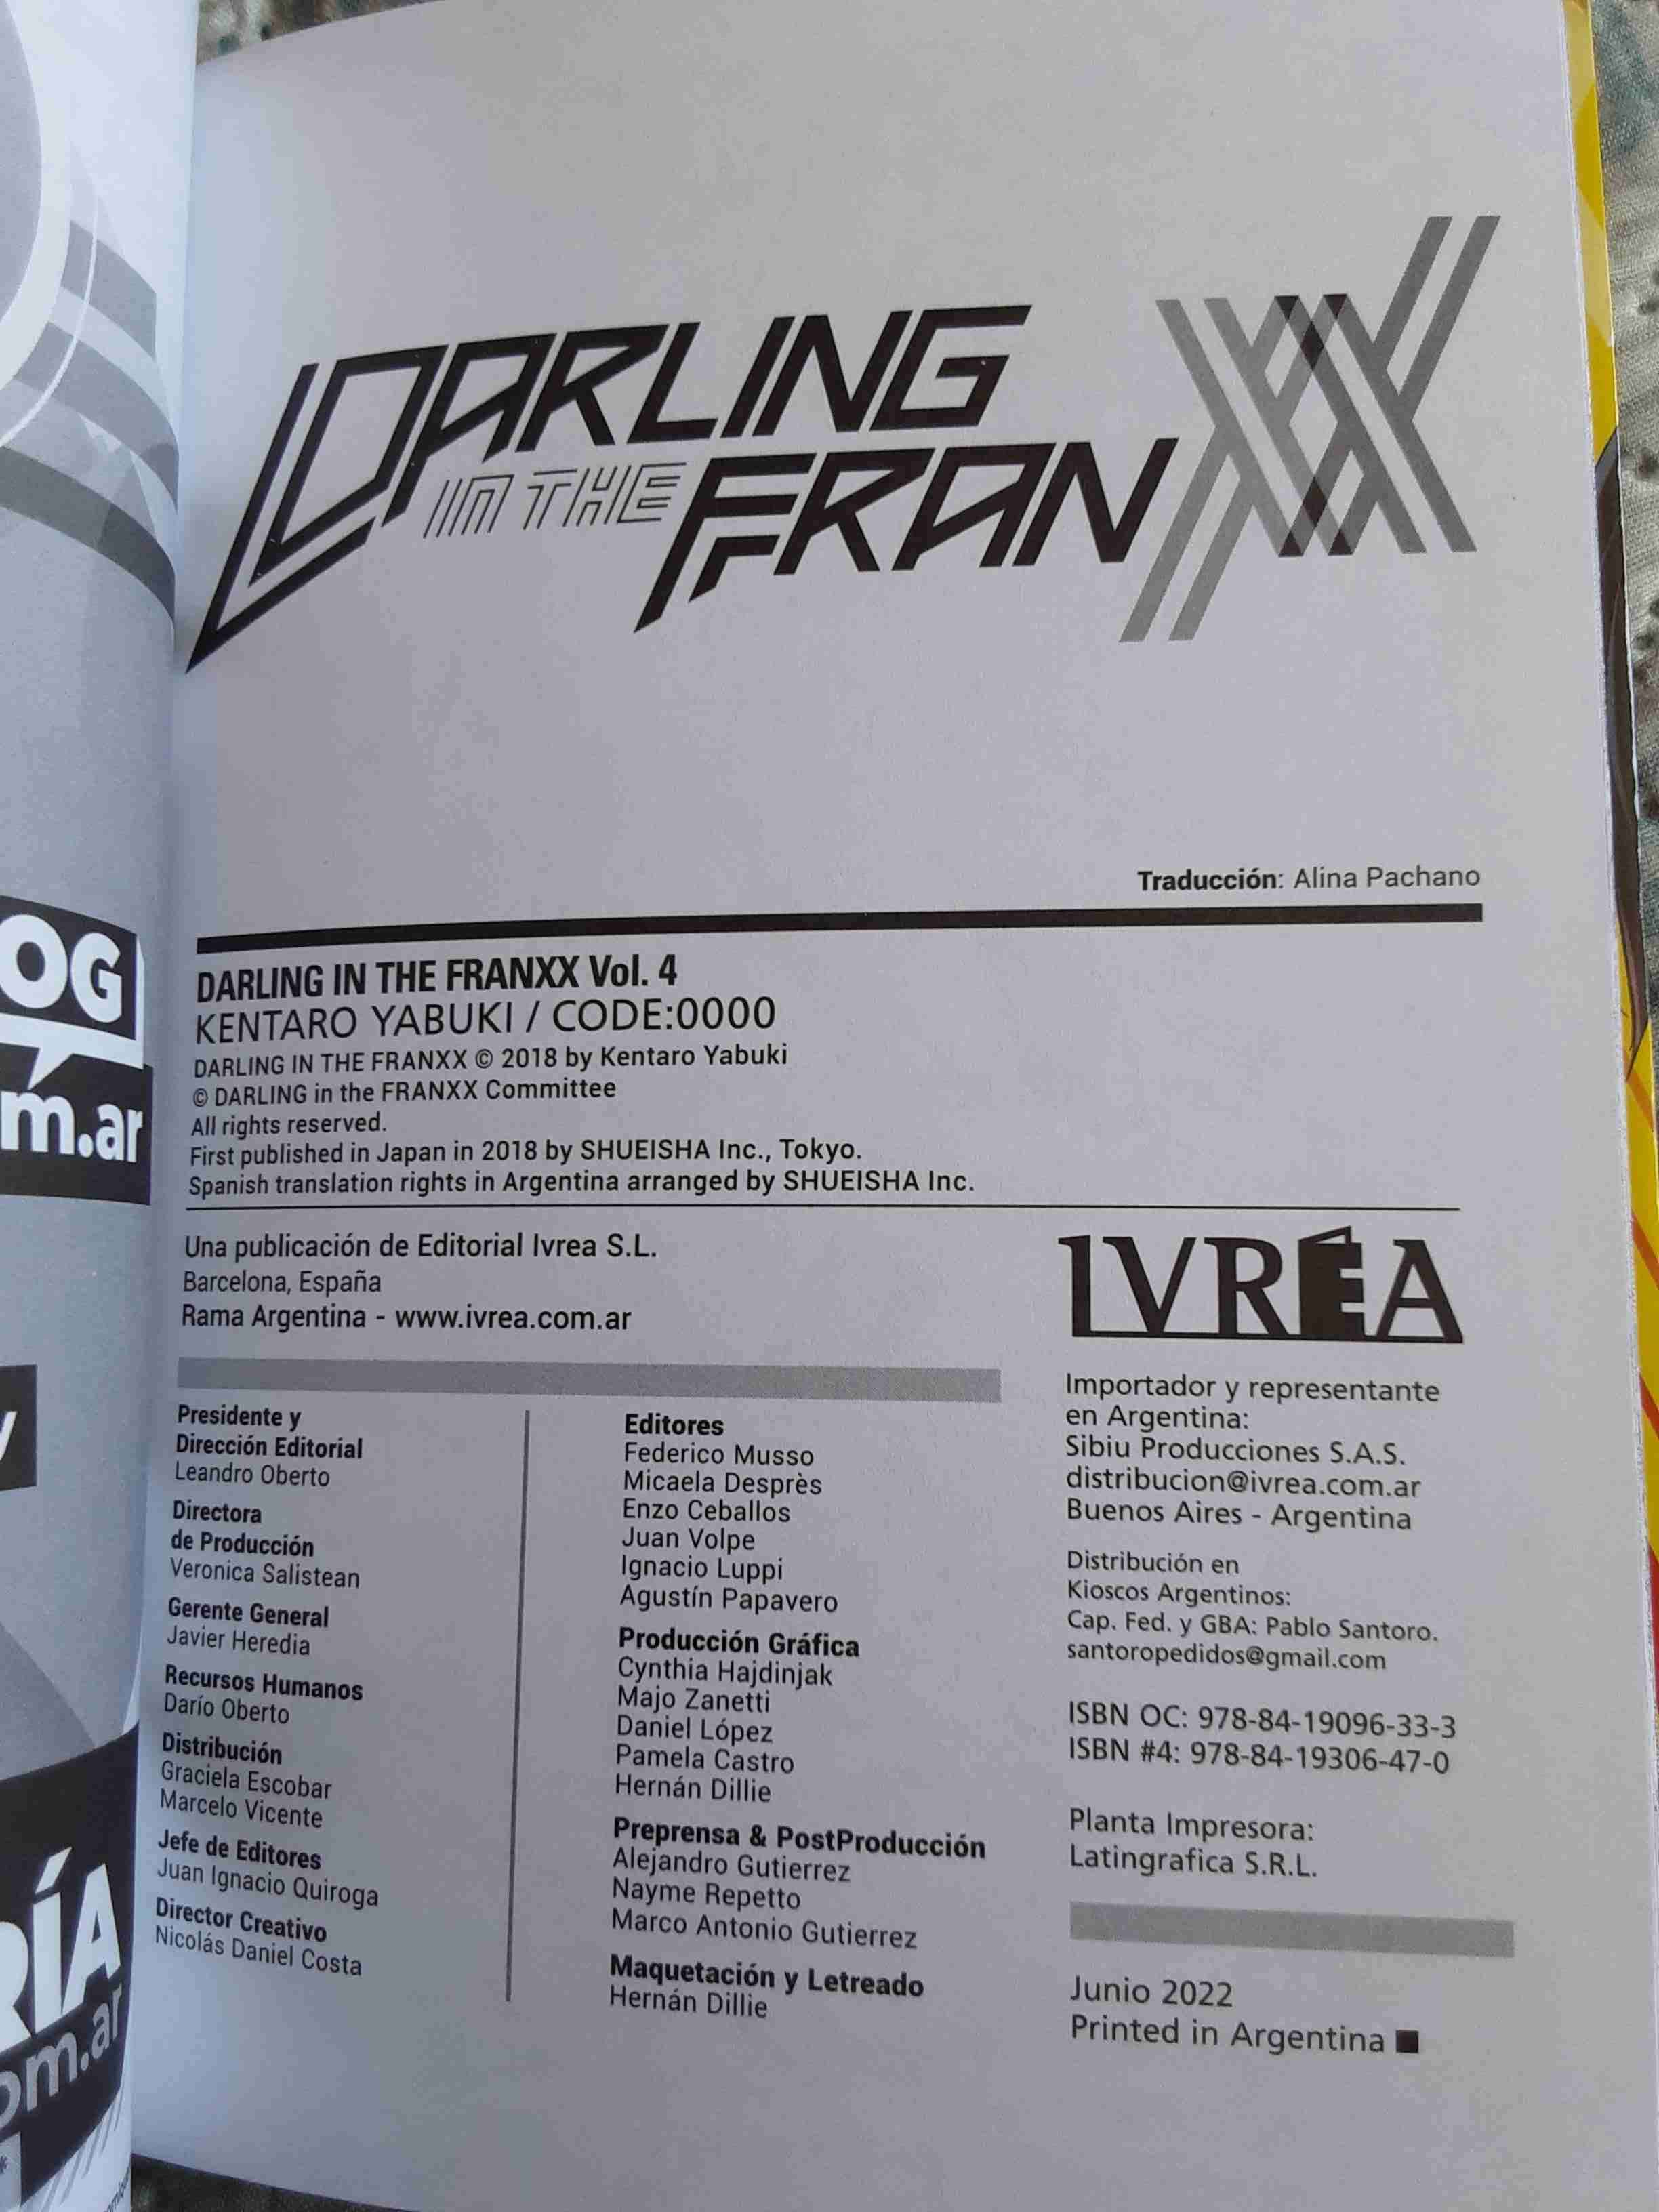 DARLING
IN THE FRANXX
Traducción: Alina Pachano
DARLING IN THE FRANXX Vol. 4
KENTARO YABUKI / CODE:0000
DARLING IN THE FRANXX © 2018 by Kentaro Yabuki
© DARLING in the FRANXX Committee
All rights reserved.
First published in Japan in 2018 by SHUEISHA Inc., Tokyo.
Spanish translation rights in Argentina arranged by SHUEISHA Inc.
Una publicación de Editorial Ivrea S.L.
Barcelona, España
Rama Argentina - www.ivrea.com.ar
Presidente y
Dirección Editorial
Leandro Oberto
Directora
de Producción
Veronica Salistean
Gerente General
Javier Heredia
Recursos Humanos
Darío Oberto
Distribución
Graciela Escobar
Marcelo Vicente
Jefe de Editores
Juan Ignacio Quiroga
Director Creativo
Nicolás Daniel Costa
Editores
Federico Musso
Micaela Desprès
Enzo Ceballos
Juan Volpe
Ignacio Luppi
Agustín Papavero
Producción Gráfica
Cynthia Hajdinjak
Majo Zanetti
Daniel López
Pamela Castro
Hernán Dillie
Preprensa & PostProducción
Alejandro Gutierrez
Nayme Repetto
Marco Antonio Gutierrez
Maquetación y Letreado
Hernán Dillie
IVREA
Importador y representante
en Argentina:
Sibiu Producciones S.A.S.
distribucion@ivrea.com.ar
Buenos Aires - Argentina
Distribución en
Kioscos Argentinos:
Cap. Fed. y GBA: Pablo Santoro.
santoropedidos@gmail.com
ISBN OC: 978-84-19096-33-3
ISBN #4: 978-84-19306-47-0
Planta Impresora:
Latingrafica S.R.L.
Junio 2022
Printed in Argentina
OG
m.ar
RÍA
om.ar